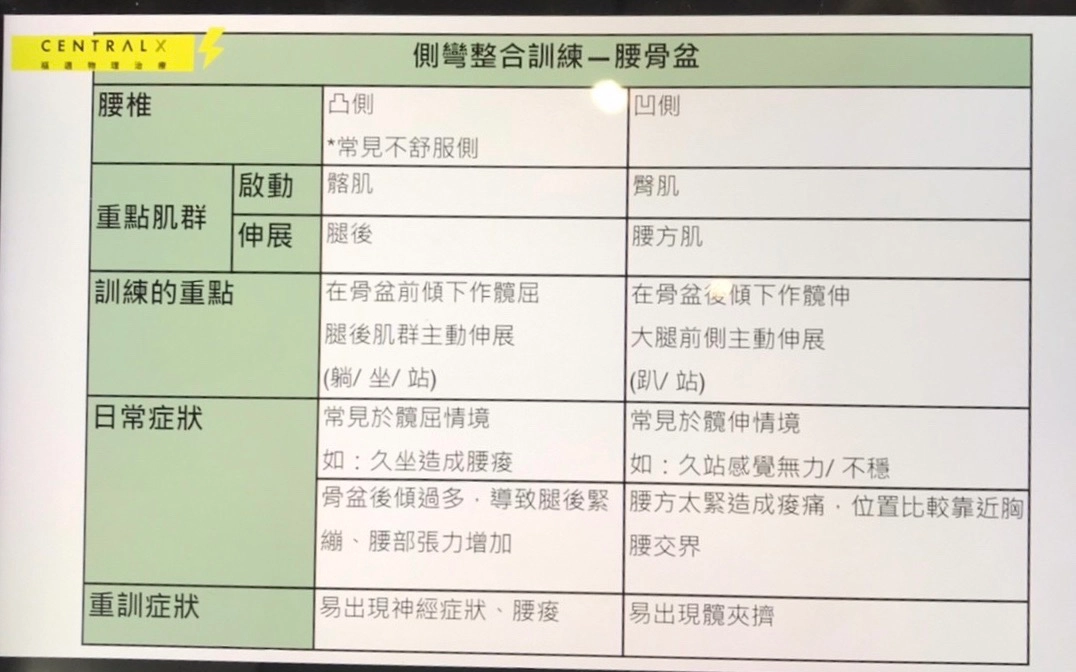 CENTRALX
福適物理治療
側彎整合訓練－腰骨盆
腰椎
凸側
*常見不舒服側
凹側
重點肌群
啟動
髂肌
臀肌
伸展
腿後
腰方肌
訓練的重點
在骨盆前傾下作髖屈
腿後肌群主動伸展
(躺/ 坐/ 站)
在骨盆後傾下作髖伸
大腿前側主動伸展
(趴/ 站)
日常症狀
常見於髖屈情境
如：久坐造成腰痠
常見於髖伸情境
如：久站感覺無力/ 不穩
骨盆後傾過多，導致腿後緊
繃、腰部張力增加
腰方太緊造成痠痛，位置比較靠近胸
腰交界
重訓症狀
易出現神經症狀、腰痠
易出現髖夾擠